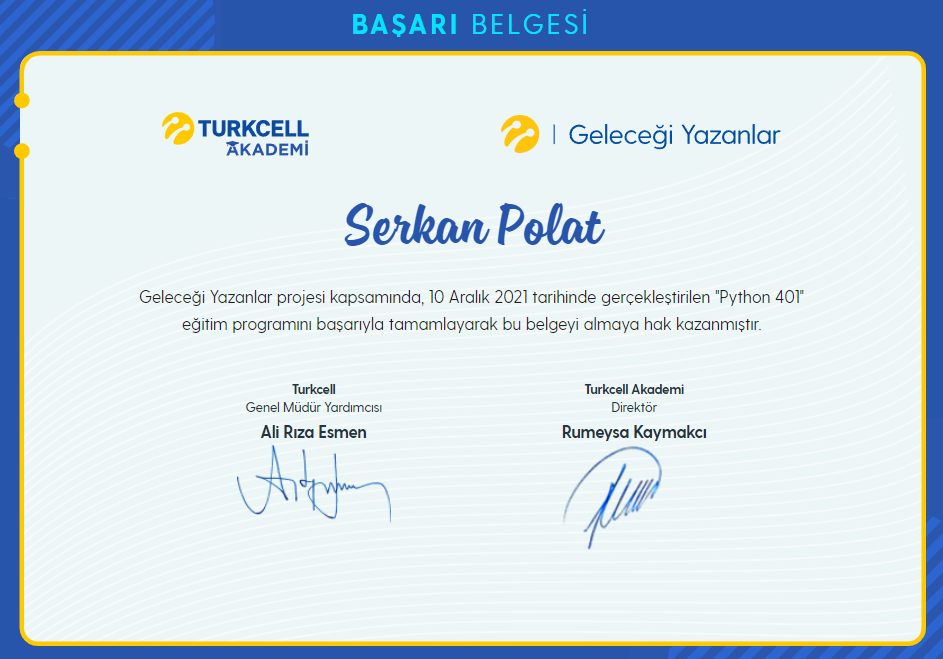 BAŞARI BELGESİ
TURKCELL
AKADEMİ
Geleceği Yazanlar
Serkan Polat
Geleceği Yazanlar projesi kapsamında, 10 Aralık 2021 tarihinde gerçekleştirilen "Python 401"
eğitim programını başarıyla tamamlayarak bu belgeyi almaya hak kazanmıştır.
Turkcell
Genel Müdür Yardımcısı
Ali Rıza Esmen
Turkcell Akademi
Direktör
Rumeysa Kaymakcı